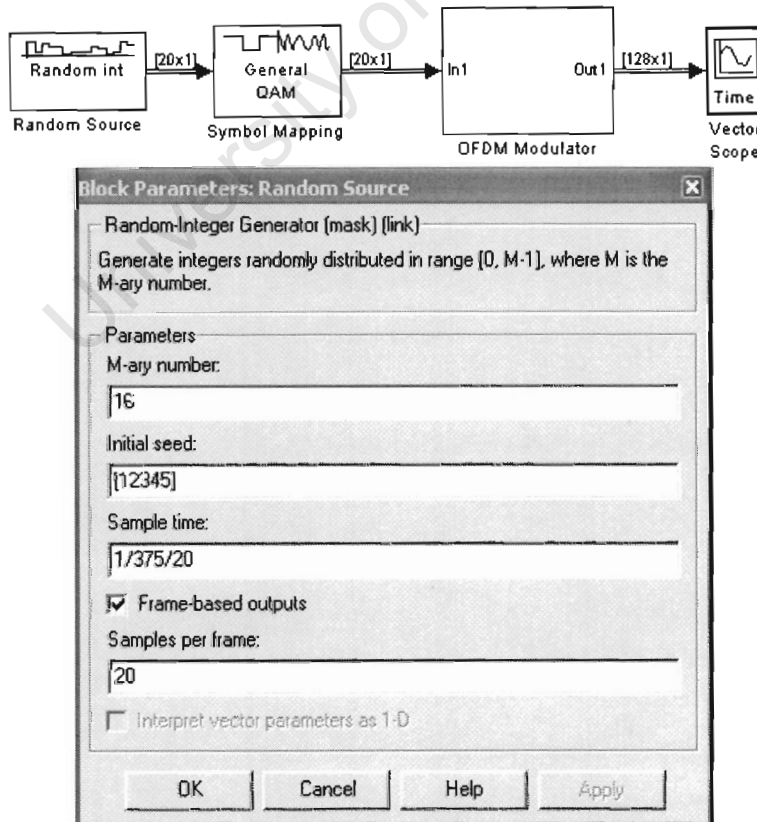 Random int
[20x1]
General
QAM
[20x1]
In1
Out1
[128x1]
Time
Random Source
Symbol Mapping
OFDM Modulator
Vector
Scope
University of
Block Parameters: Random Source
Random-Integer Generator (mask) (link)
Generate integers randomly distributed in range [0, M-1], where M is the
M-ary number.
Parameters
M-ary number:
16
Initial seed:
[12345]
Sample time:
1/375/20
Frame-based outputs
Samples per frame:
20
Interpret vector parameters as 1-D
OK
Cancel
Help
Apply